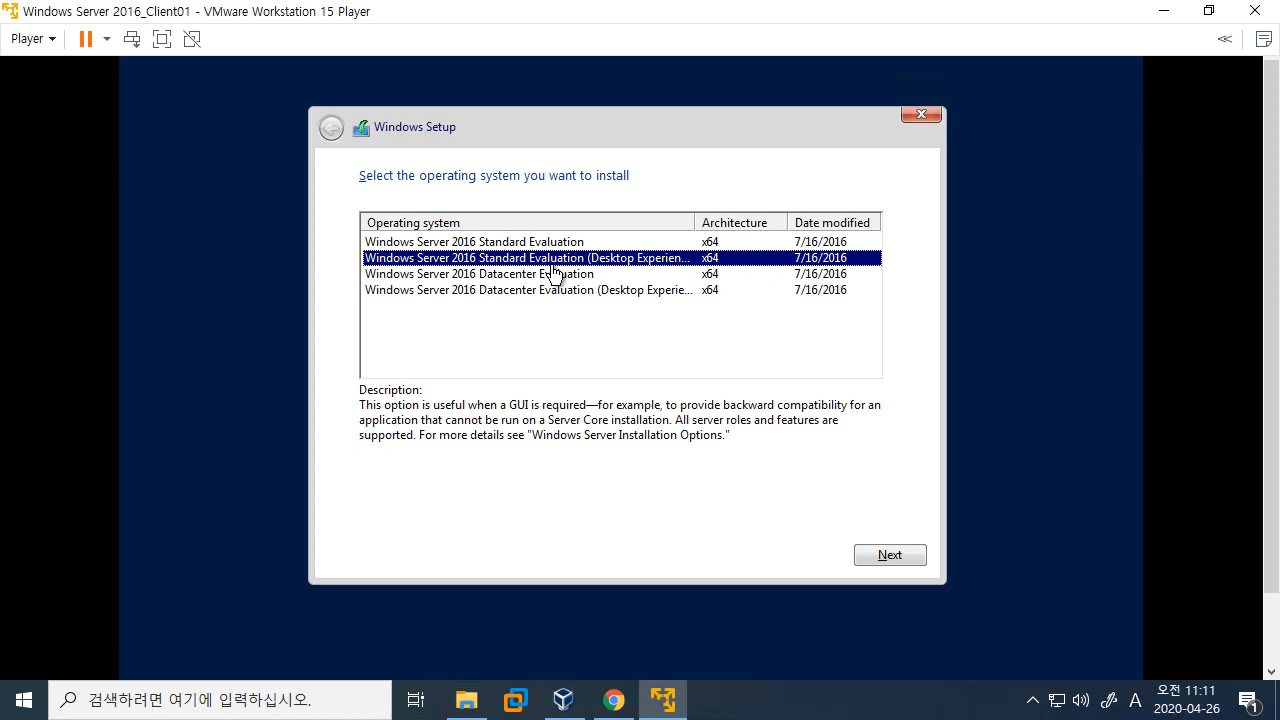 Windows Server 2016_Client01 - VMware Workstation 15 Player
Player
Windows Setup
Select the operating system you want to install
Operating system Architecture Date modified
Windows Server 2016 Standard Evaluation x64 7/16/2016
Windows Server 2016 Standard Evaluation (Desktop Experien... x64 7/16/2016
Windows Server 2016 Datacenter Evaluation x64 7/16/2016
Windows Server 2016 Datacenter Evaluation (Desktop Experie... x64 7/16/2016
Description:
This option is useful when a GUI is required—for example, to provide backward compatibility for an
application that cannot be run on a Server Core installation. All server roles and features are
supported. For more details see "Windows Server Installation Options."
Next
검색하려면 여기에 입력하십시오.
A
오전 11:11
2020-04-26
1